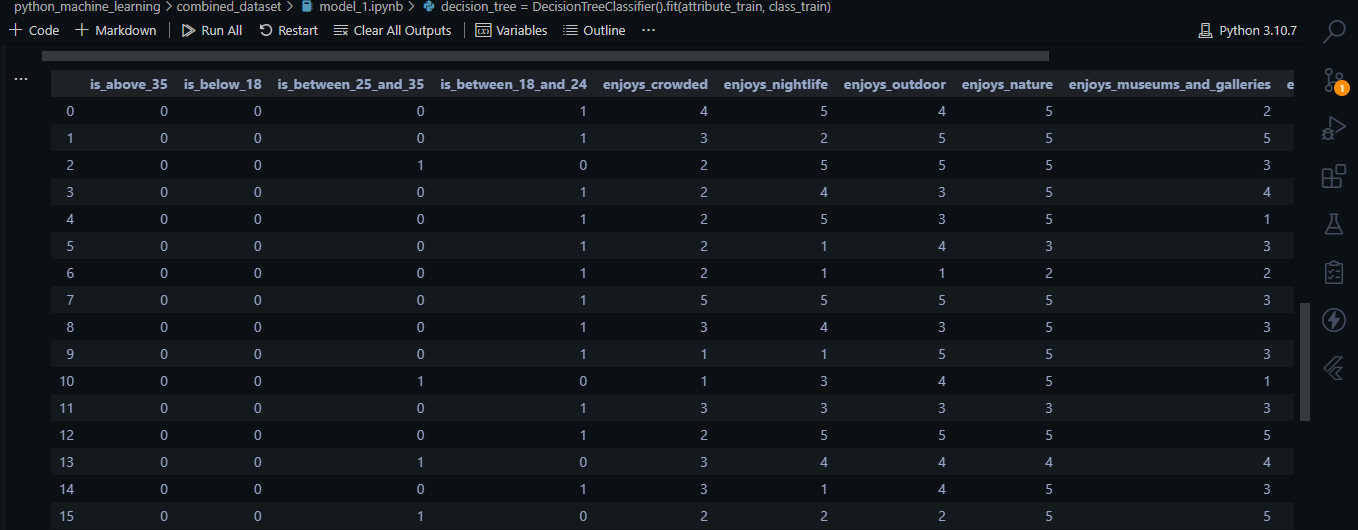 python_machine_learning > combined_dataset > model_1.ipynb > decision_tree = DecisionTreeClassifier().fit(attribute_train, class_train)
+ Code + Markdown Run All Restart Clear All Outputs Variables Outline ... Python 3.10.7
1
... is_above_35 is_below_18 is_between_25_and_35 is_between_18_and_24 enjoys_crowded enjoys_nightlife enjoys_outdoor enjoys_nature enjoys_museums_and_galleries
0 0 0 0 1 4 5 4 5 2
1 0 0 0 1 3 2 5 5 5
2 0 0 1 0 2 5 5 5 3
3 0 0 0 1 2 4 3 5 4
4 0 0 0 1 2 5 3 5 1
5 0 0 0 1 2 1 4 3 3
6 0 0 0 1 2 1 1 2 2
7 0 0 0 1 5 5 5 5 3
8 0 0 0 1 3 4 3 5 3
9 0 0 0 1 1 1 5 5 3
10 0 0 1 0 1 3 4 5 1
11 0 0 0 1 3 3 3 3 3
12 0 0 0 1 2 5 5 5 5
13 0 0 1 0 3 4 4 4 4
14 0 0 0 1 3 1 4 5 3
15 0 0 1 0 2 2 2 5 5